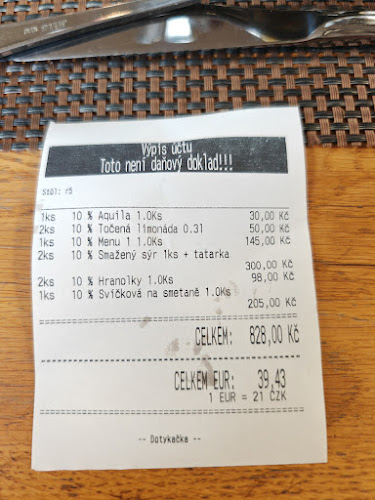 Výpis účtu
Toto není daňový doklad!!!
Stůl: r5
1ks 10 % Aquila 1.0Ks 30,00 Kč
2ks 10 % Točená limonáda 0.3l 50,00 Kč
1ks 10 % Menu 1 1.0Ks 145,00 Kč
2ks 10 % Smažený sýr 1ks + tatarka
300,00 Kč
2ks 10 % Hranolky 1.0Ks 98,00 Kč
1ks 10 % Svíčková na smetaně 1.0Ks
205,00 Kč
CELKEM: 828,00 Kč
CELKEM EUR: 39,43
1 EUR = 21 CZK
-- Dotykačka --